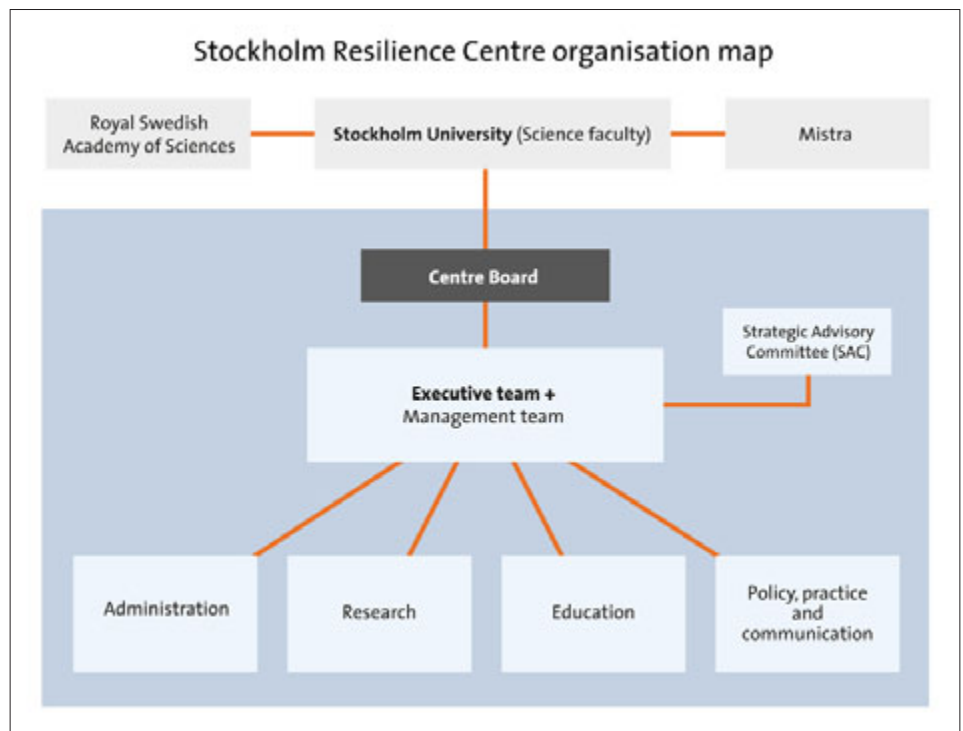 Stockholm Resilience Centre organisation map
Royal Swedish
Academy of Sciences
Stockholm University (Science faculty)
Mistra
Centre Board
Strategic Advisory
Committee (SAC)
Executive team +
Management team
Administration
Research
Education
Policy, practice
and
communication